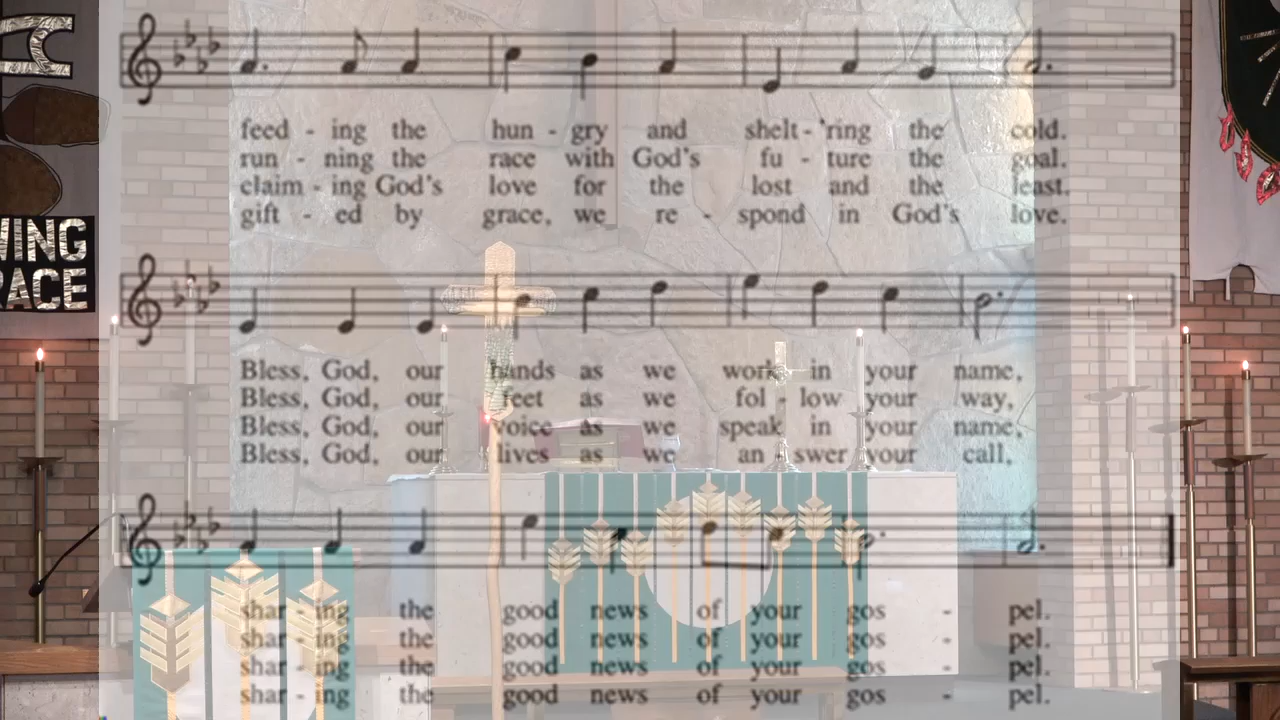 WING
RACE
feed - ing the hun - gry and shelt - 'ring the cold.
run - ning the race with God's fu - ture the goal.
claim - ing God's love for the lost and the least.
gift - ed by grace, we re - spond in God's love.
Bless, God, our hands as we work in your name,
Bless, God, our feet as we fol - low your way,
Bless, God, our voice as we speak in your name,
Bless, God, our lives as we an - swer your call,
shar - ing the good news of your gos - pel.
shar - ing the good news of your gos - pel.
shar - ing the good news of your gos - pel.
shar - ing the good news of your gos - pel.